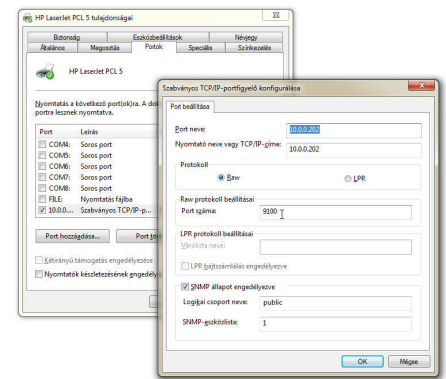 HP LaserJet PCL 5 tulajdonságai
Biztonság
Eszközbeállítások
Névjegy
Általános
Megosztás
Portok
Speciális
Színkezelés
HP LaserJet PCL 5
Nyomtatás a következő port(ok)ra. A dok
portra lesznek nyomtatva.
Port Leírás
COM4: Soros port
COM5: Soros port
COM6: Soros port
COM7: Soros port
COM8: Soros port
FILE: Nyomtatás fájlba
10.0.0.... Szabványos TCP/IP-p...
Port hozzáadása...
Port törl
Kétirányú támogatás engedélyezése
Nyomtatók készletezésének engedély
Szabványos TCP/IP-portfigyelő konfigurálása
Port beállítása
Port neve: 10.0.0.202
Nyomtató neve vagy TCP/IP-címe: 10.0.0.202
Protokoll
Raw
LPR
Raw protokoll beállításai
Port száma: 9100
LPR protokoll beállításai
Várólista neve:
LPR bájtszámlálás engedélyezve
SNMP állapot engedélyezve
Logikai csoport neve: public
SNMP-eszközlista: 1
OK
Mégse